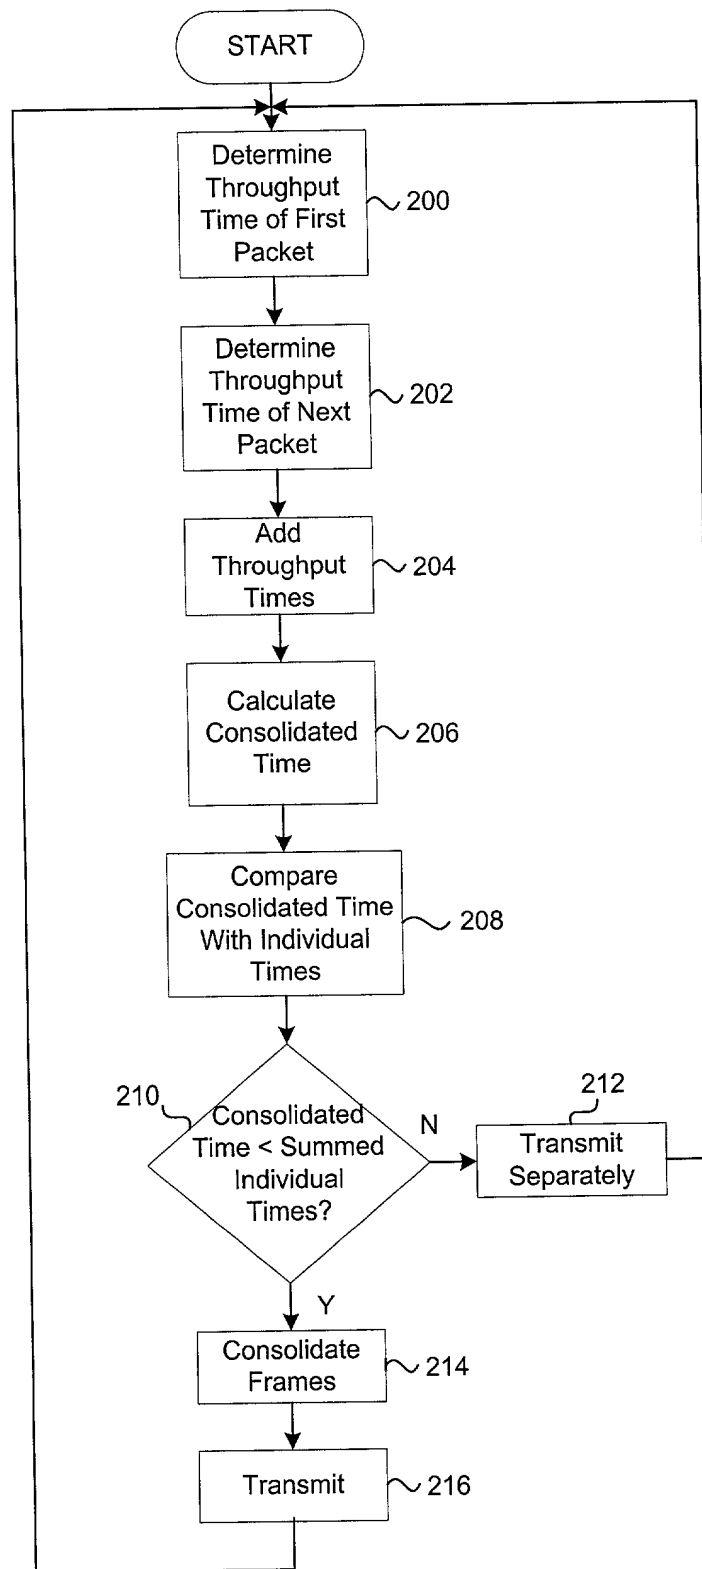 START
Determine
Throughput
Time of First
Packet
200
Determine
Throughput
Time of Next
Packet
202
Add
Throughput
Times
204
Calculate
Consolidated
Time
206
Compare
Consolidated Time
With Individual
Times
208
210
Consolidated
Time < Summed
Individual
Times?
N
212
Transmit
Separately
Y
Consolidate
Frames
214
Transmit
216